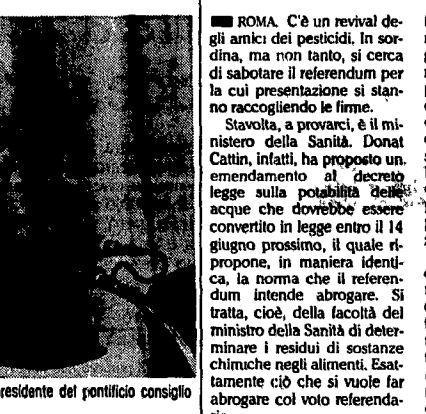 ROMA. C'è un revival de-
gli amici dei pesticidi. In sor-
dina, ma non tanto, si cerca
di sabotare il referendum per
la cui presentazione si stan-
no raccogliendo le firme.
Stavolta, a provarci, è il mi-
nistero della Sanità. Donat
Cattin, infatti, ha proposto un
emendamento al decreto
legge sulla potabilità delle
acque che dovrebbe essere
convertito in legge entro il 14
giugno prossimo, il quale ri-
propone, in maniera identi-
ca, la norma che il referen-
dum intende abrogare. Si
tratta, cioè, della facoltà del
ministro della Sanità di deter-
minare i residui di sostanze
chimiche negli alimenti. Esat-
tamente ciò che si vuole far
abrogare col voto referenda-
residente del pontificio consiglio